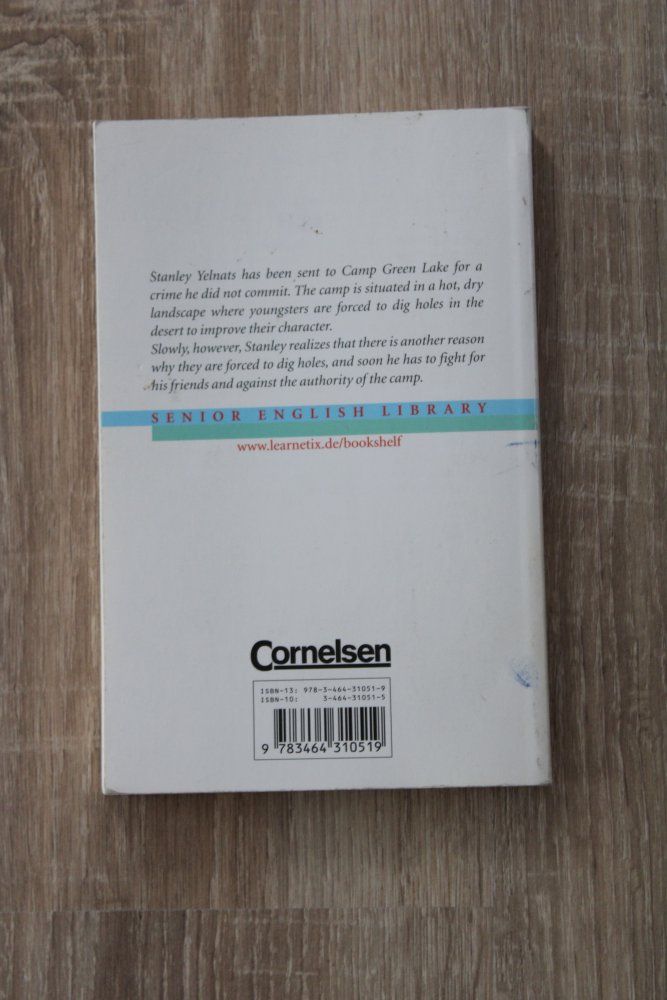 Stanley Yelnats has been sent to Camp Green Lake for a
crime he did not commit. The camp is situated in a hot, dry
landscape where youngsters are forced to dig holes in the
desert to improve their character.
Slowly, however, Stanley realizes that there is another reason
why they are forced to dig holes, and soon he has to fight for
his friends and against the authority of the camp.
SENIOR ENGLISH LIBRARY
www.learnetix.de/bookshelf
Cornelsen
ISBN-13: 978-3-464-31051-9
ISBN-10: 3-464-31051-5
9 783464 310519